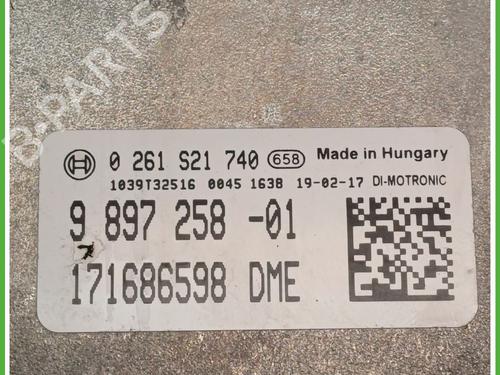 B-PARTS
0 261 S21 740 658 Made in Hungary
1039T32516 0045 1638 19-02-17 DI-MOTRONIC
9 897 258 -01
171686598 DME